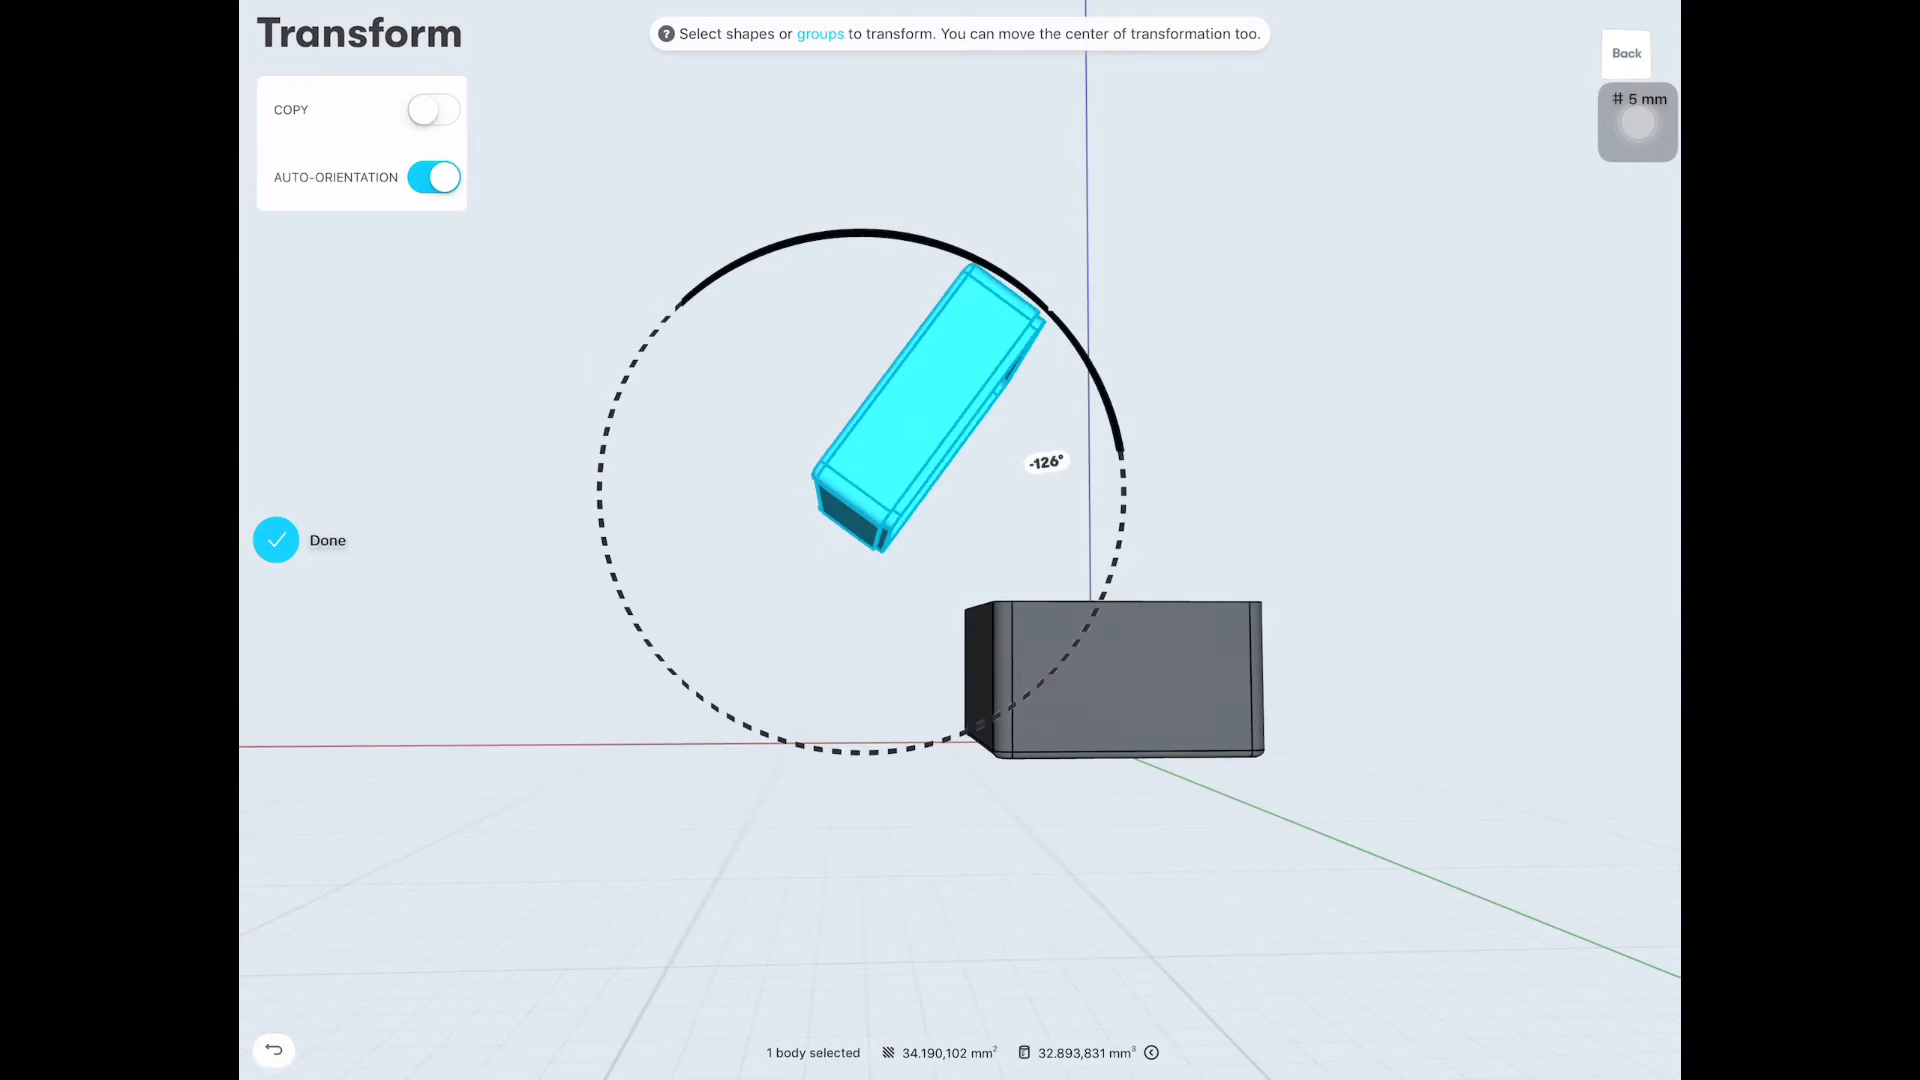 Transform
Select shapes or groups to transform. You can move the center of transformation too.
Back
# 5 mm
COPY
AUTO-ORIENTATION
-126°
Done
1 body selected 34.190,102 mm² 32.893,831 mm³